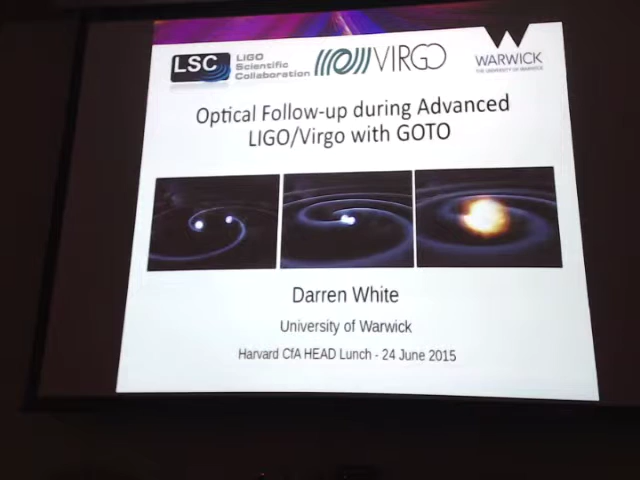 LSC
LIGO
Scientific
Collaboration
VIRGO
WARWICK
THE UNIVERSITY OF WARWICK
Optical Follow-up during Advanced
LIGO/Virgo with GOTO
Darren White
University of Warwick
Harvard CfA HEAD Lunch - 24 June 2015